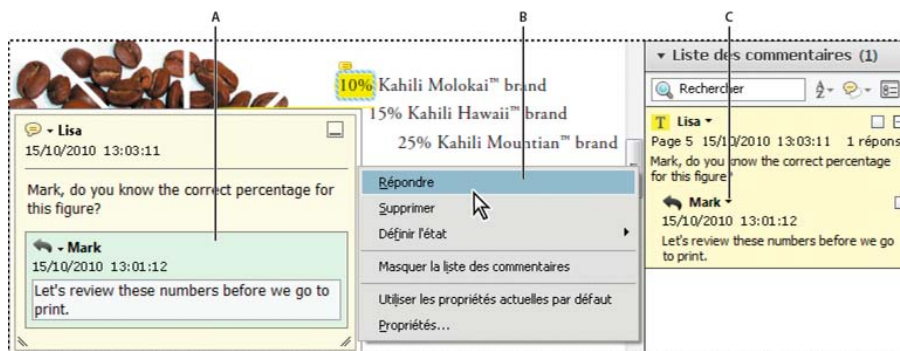 A
B
C
10% Kahili Molokai™ brand
15% Kahili Hawaii™ brand
25% Kahili Mountian™ brand
Lisa
15/10/2010 13:03:11
Mark, do you know the correct percentage for
this figure?
Mark
15/10/2010 13:01:12
Let's review these numbers before we go to
print.
Répondre
Supprimer
Définir l'état
Masquer la liste des commentaires
Utiliser les propriétés actuelles par défaut
Propriétés...
Liste des commentaires (1)
Rechercher
T Lisa
Page 5 15/10/2010 13:03:11 1 répons
Mark, do you know the correct percentage
for this figure?
Mark
15/10/2010 13:01:12
Let's review these numbers before we go
to print.